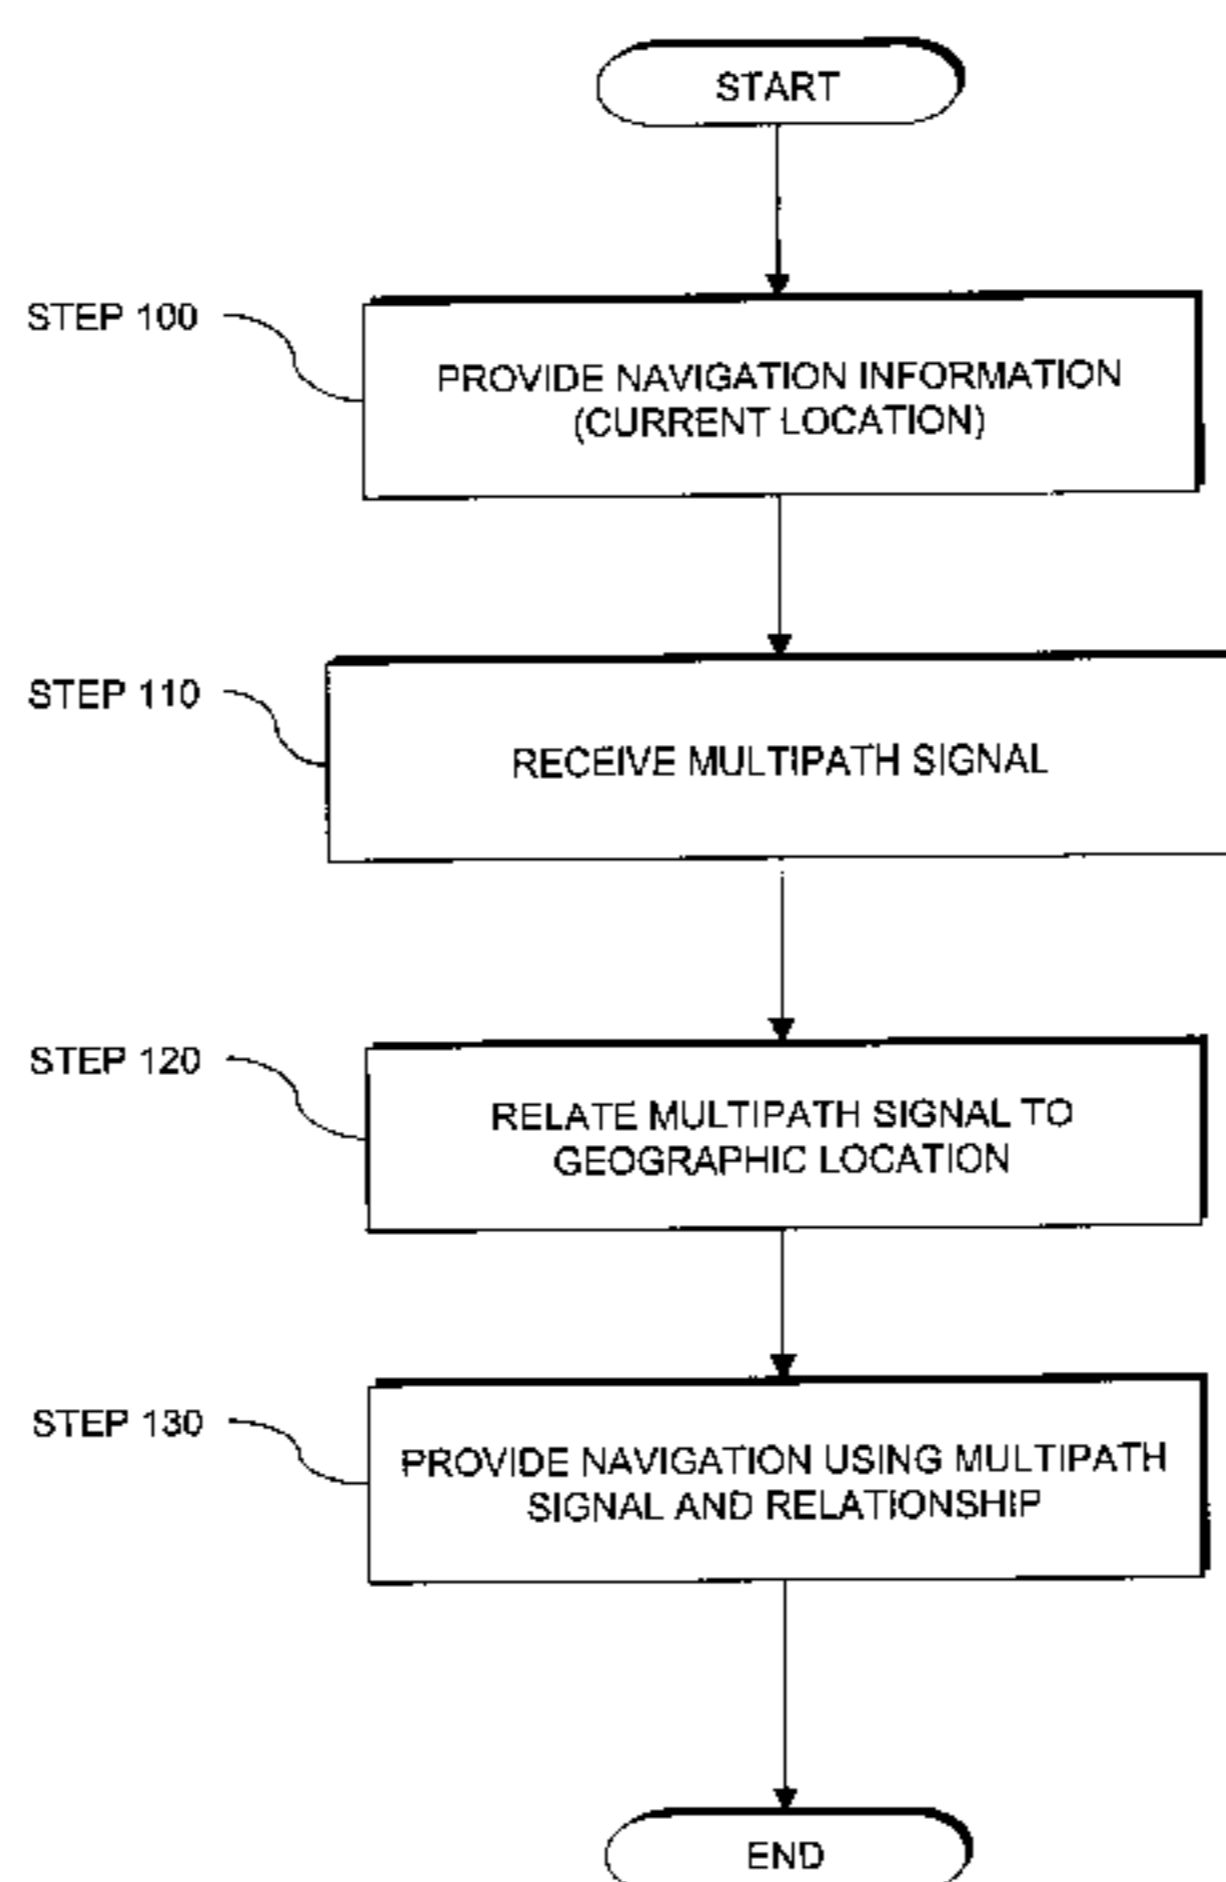 START
STEP 100
PROVIDE NAVIGATION INFORMATION
(CURRENT LOCATION)
STEP 110
RECEIVE MULTIPATH SIGNAL
STEP 120
RELATE MULTIPATH SIGNAL TO
GEOGRAPHIC LOCATION
STEP 130
PROVIDE NAVIGATION USING MULTIPATH
SIGNAL AND RELATIONSHIP
END